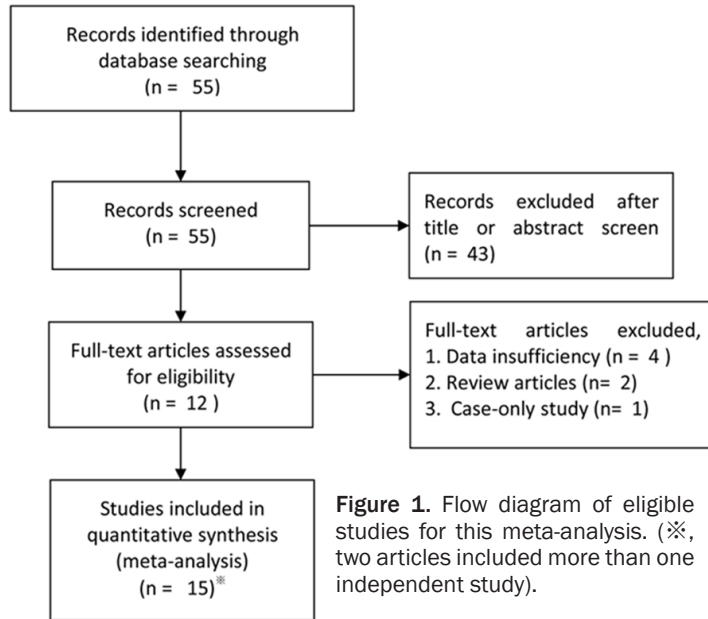 Records identified through
database searching
(n = 55)
Records screened
(n = 55)
Records excluded after
title or abstract screen
(n = 43)
Full-text articles assessed
for eligibility
(n = 12 )
Full-text articles excluded,
1. Data insufficiency (n = 4 )
2. Review articles (n= 2)
3. Case-only study (n= 1)
Studies included in
quantitative synthesis
(meta-analysis)
(n = 15)※
Figure 1. Flow diagram of eligible
studies for this meta-analysis. (※,
two articles included more than one
independent study).